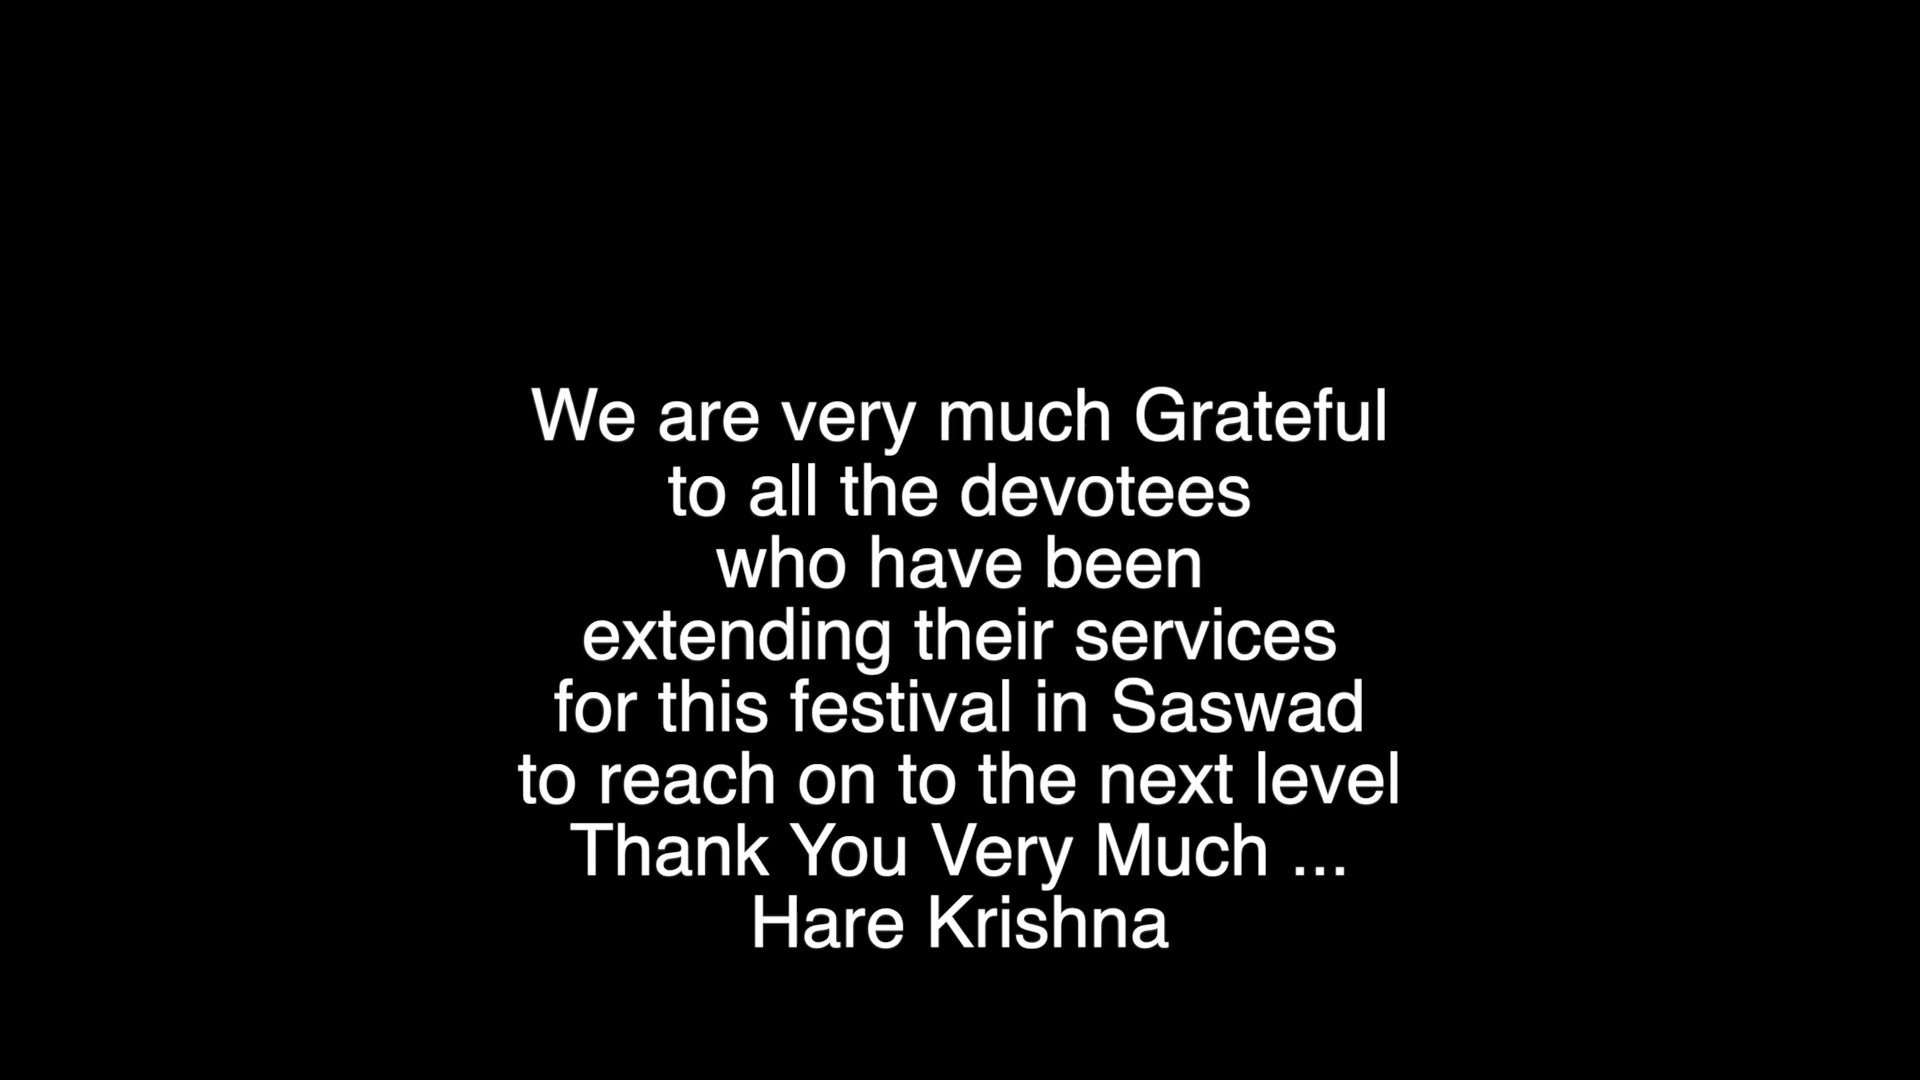 We are very much Grateful
to all the devotees
who have been
extending their services
for this festival in Saswad
to reach on to the next level
Thank You Very Much ...
Hare Krishna